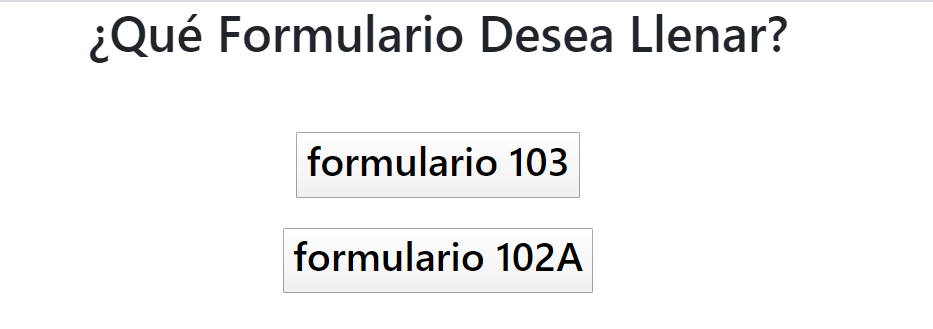 ¿Qué Formulario Desea Llenar?
formulario 103
formulario 102A